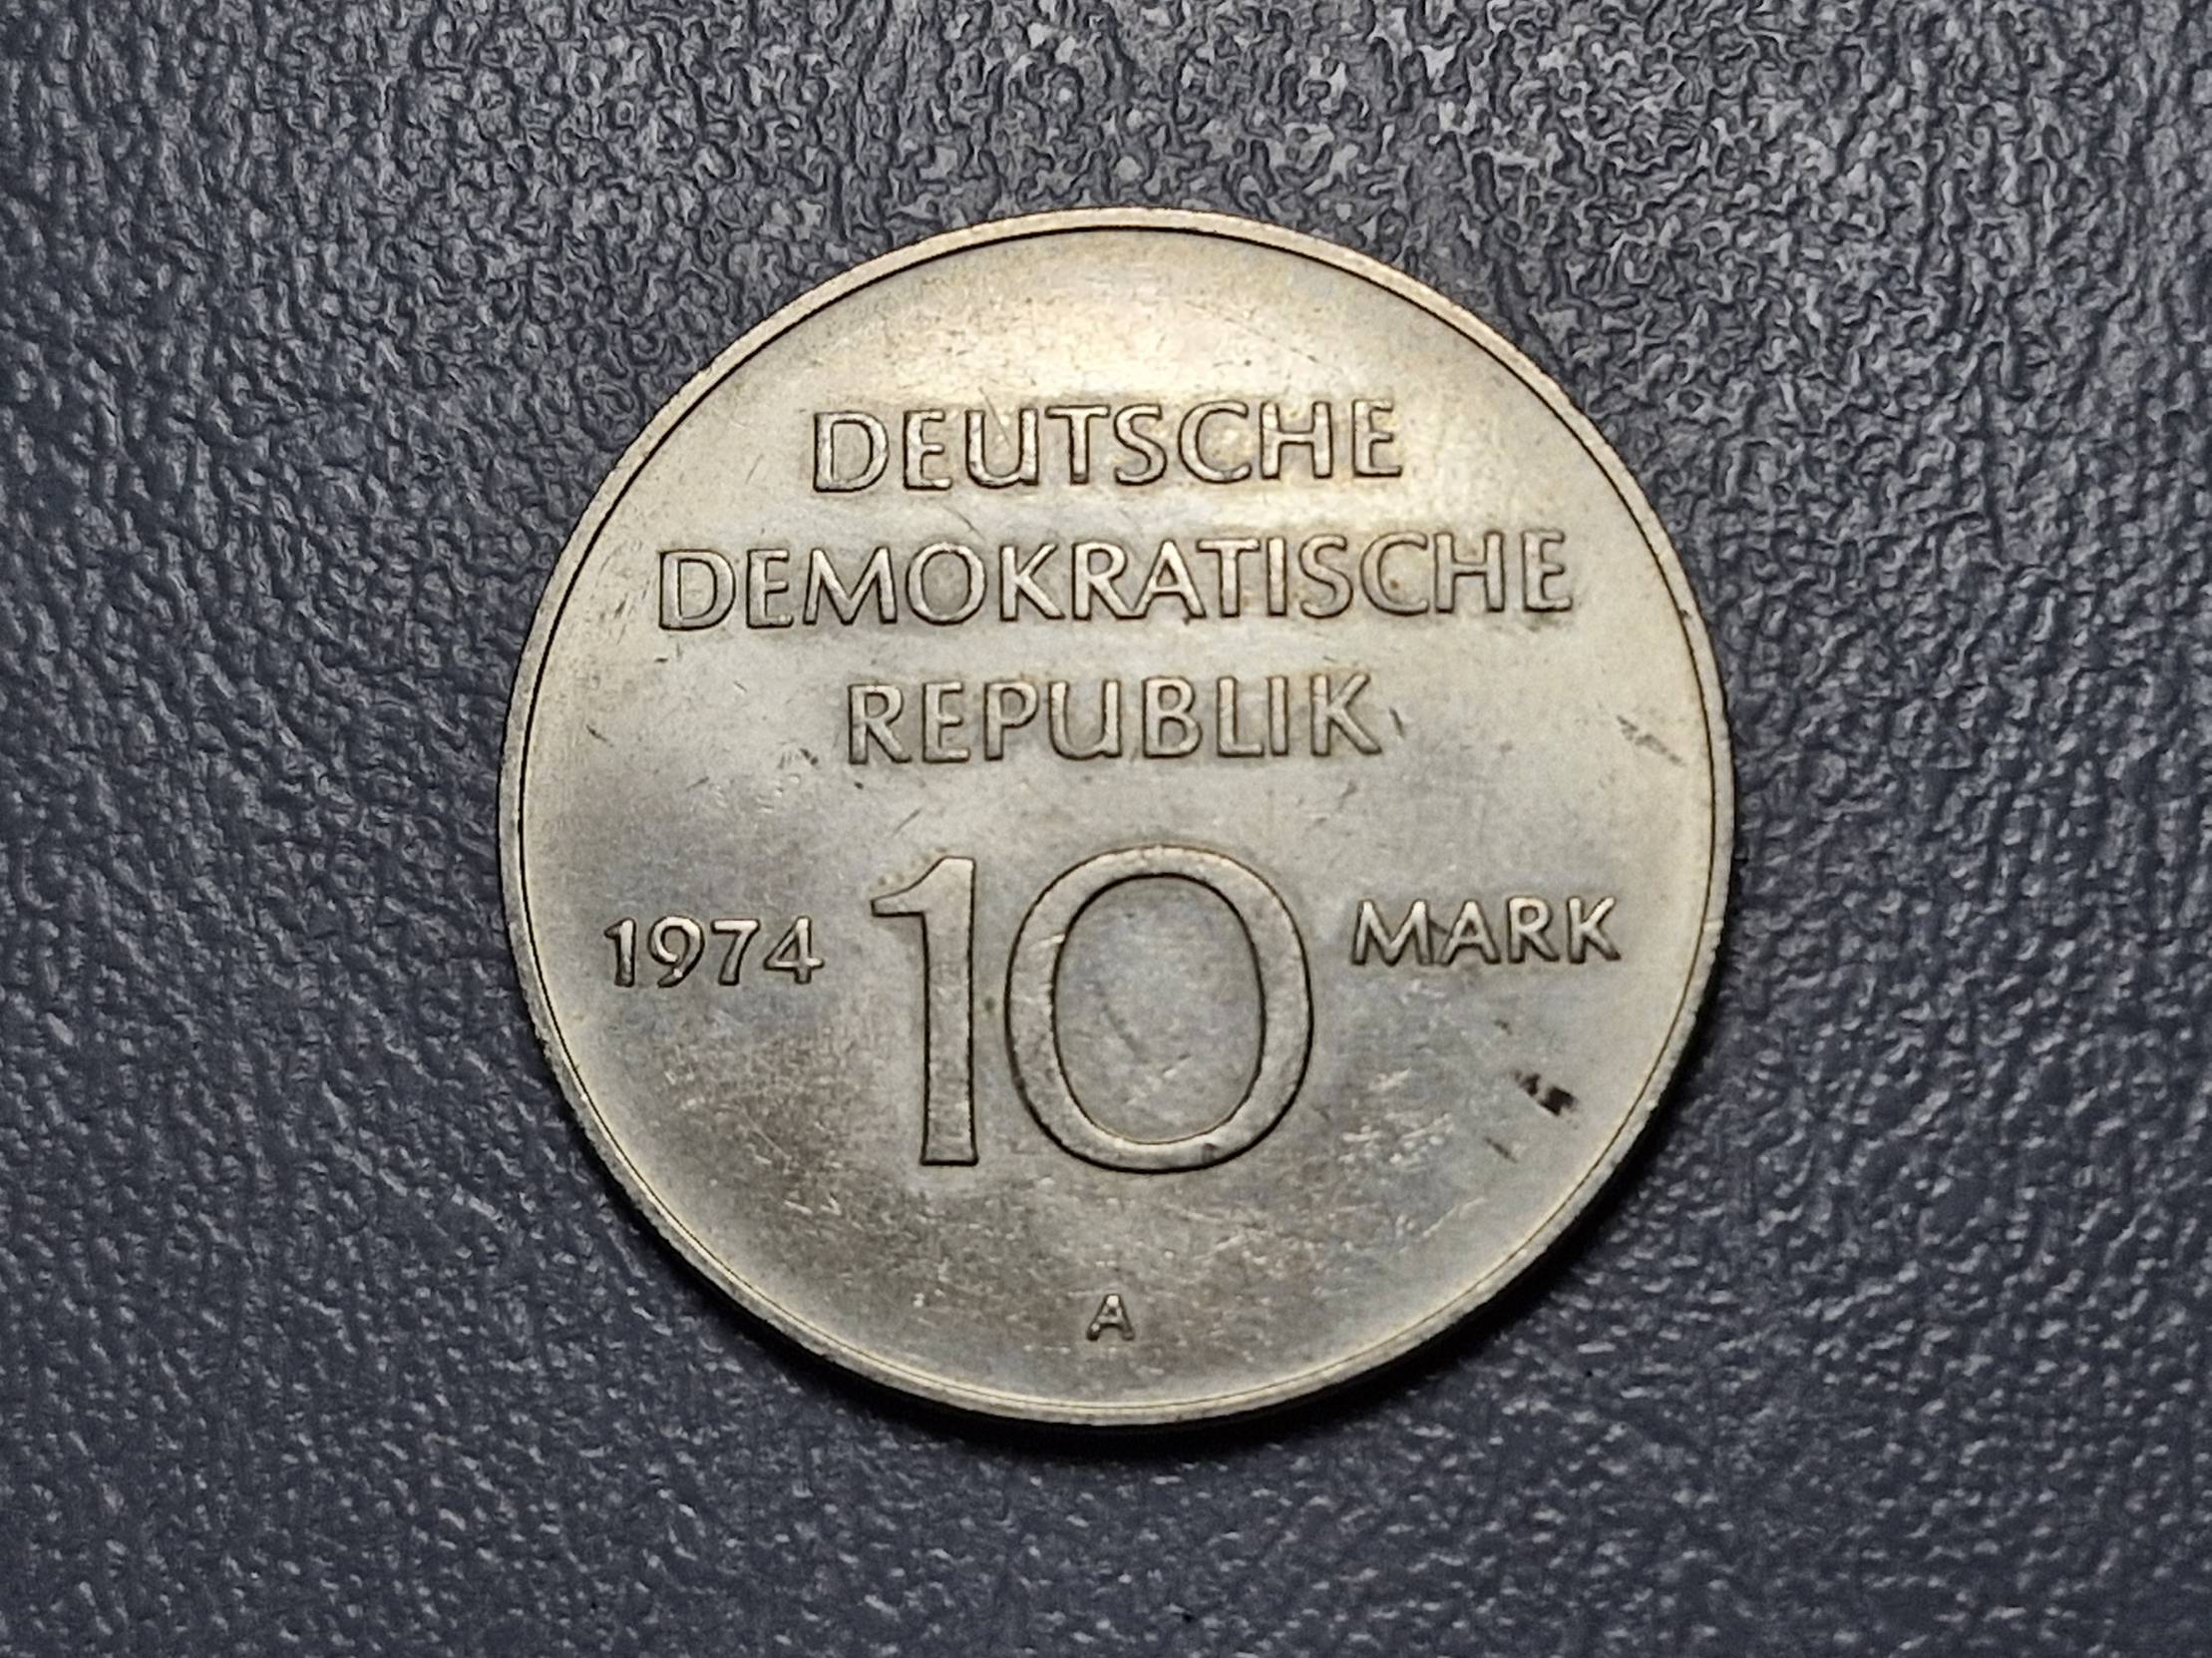 DEUTSCHE
DEMOKRATISCHE
REPUBLIK
1974 10 MARK
A